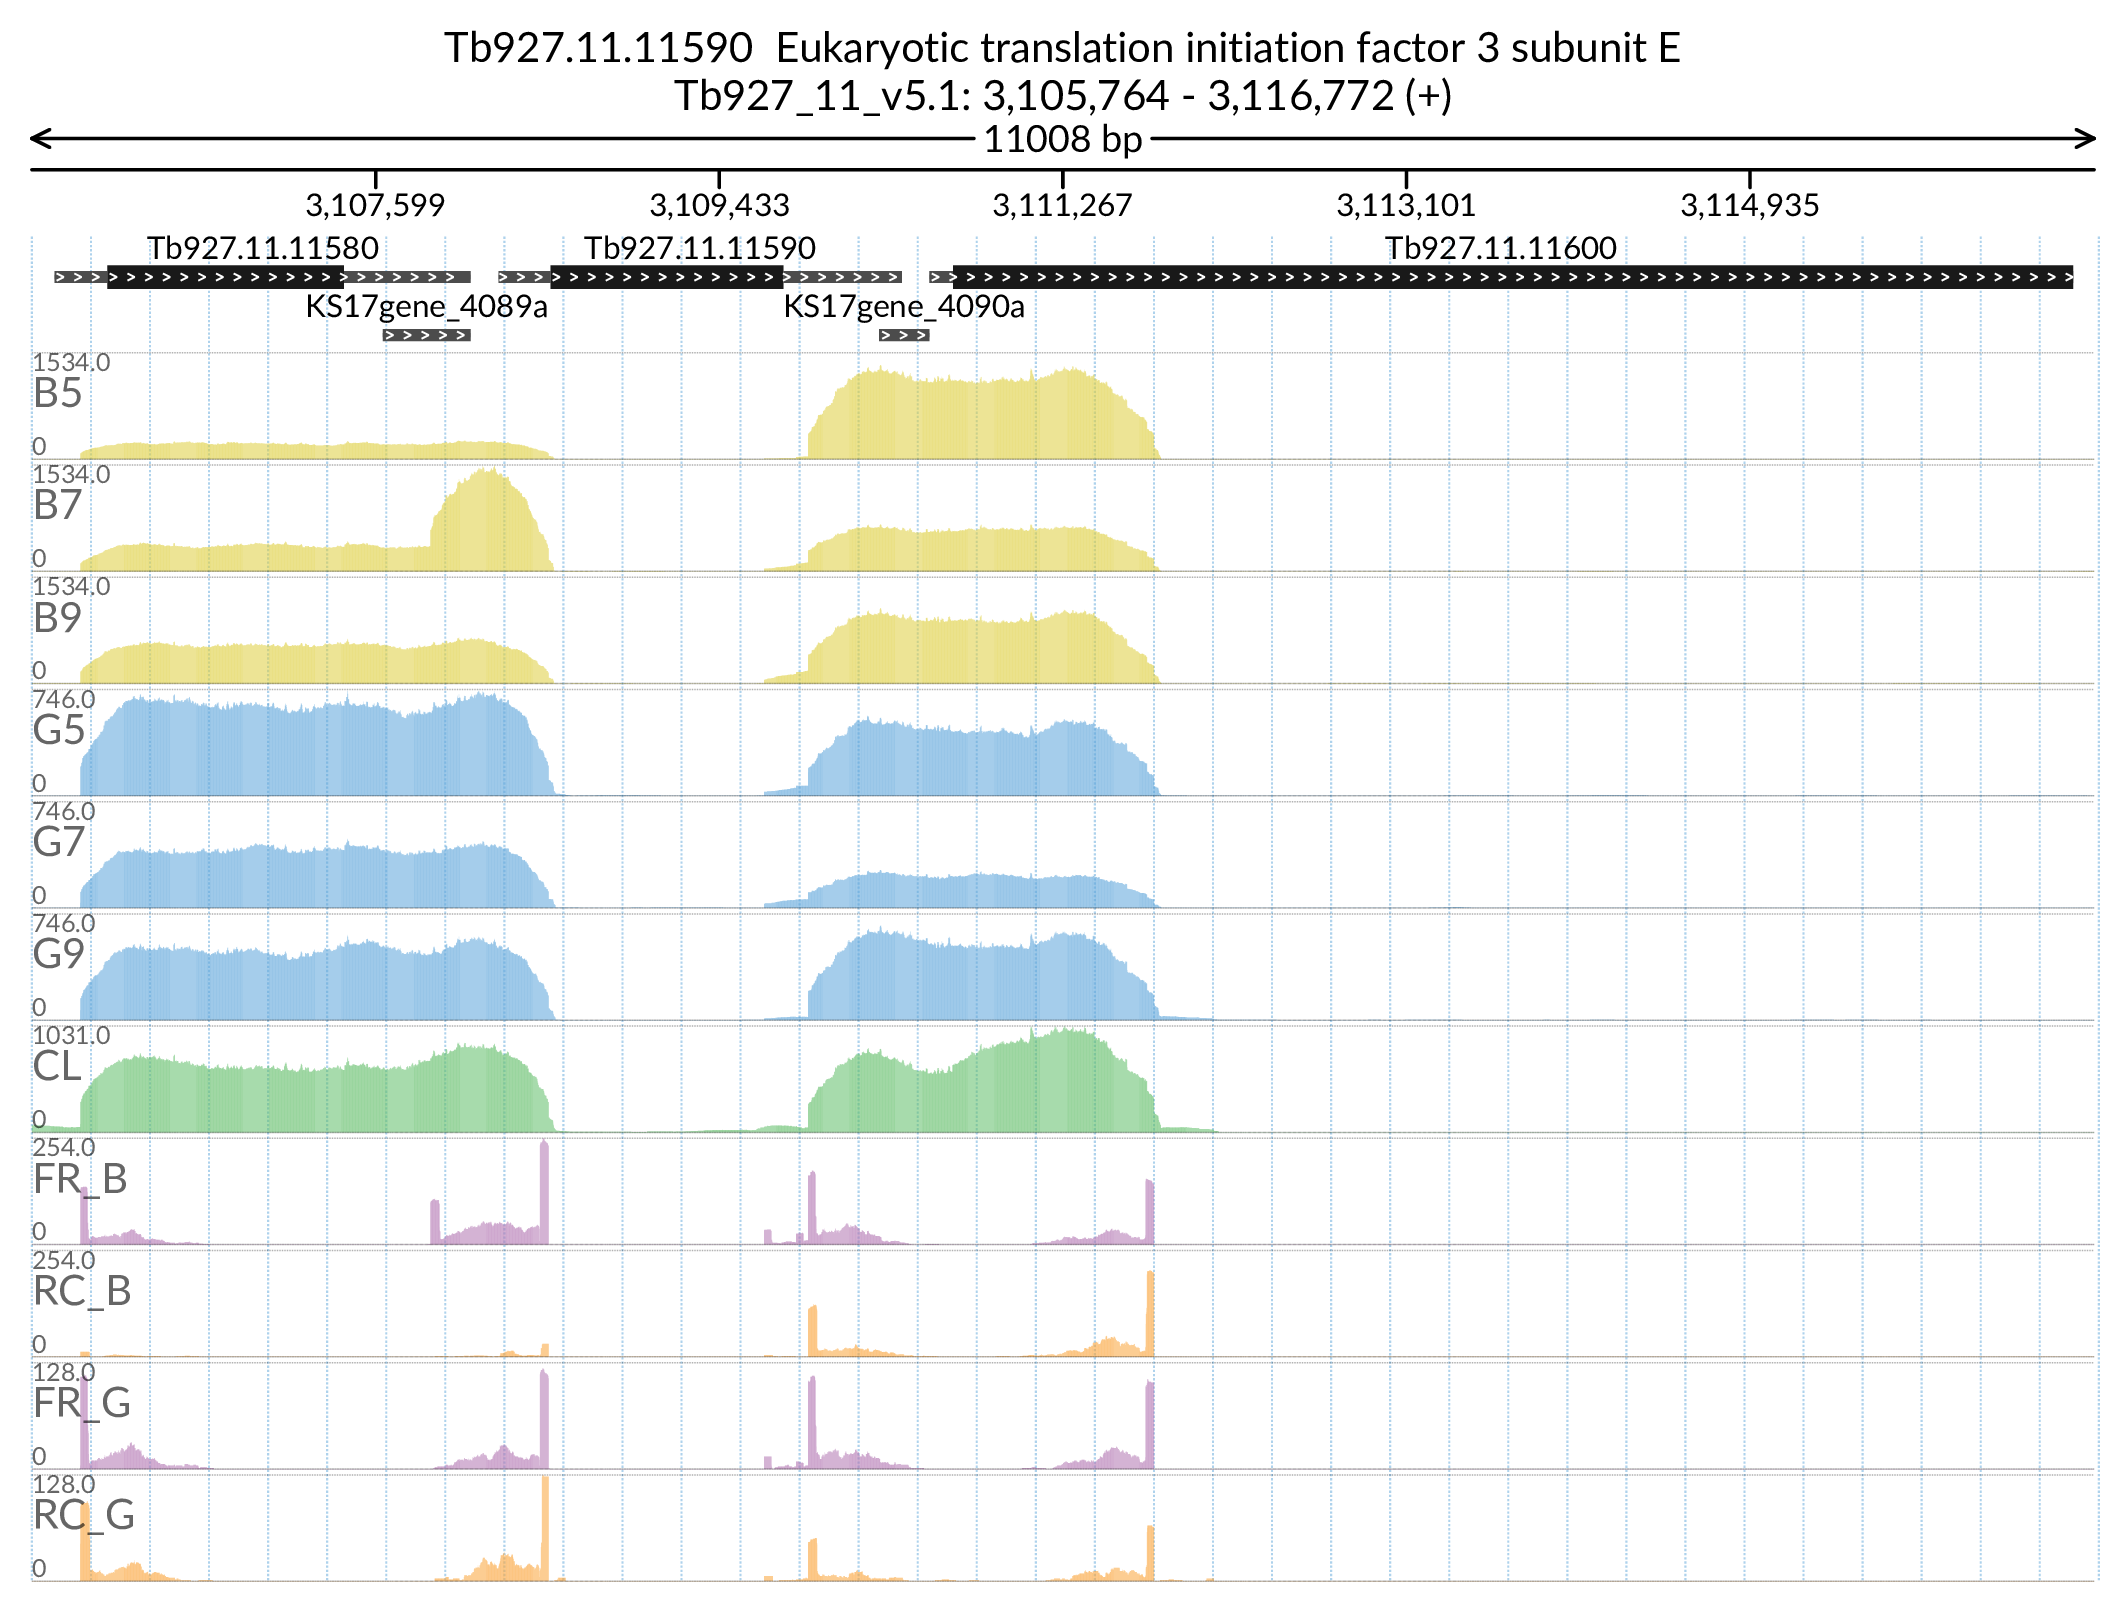 Tb927.11.11590  Eukaryotic translation initiation factor 3 subunit E
Tb927_11_v5.1: 3,105,764 - 3,116,772 (+)
11008 bp
3,107,599 3,109,433 3,111,267 3,113,101 3,114,935
Tb927.11.11580 Tb927.11.11590 Tb927.11.11600
KS17gene_4089a KS17gene_4090a
1534.0
B5
0
1534.0
B7
0
1534.0
B9
0
746.0
G5
0
746.0
G7
0
746.0
G9
0
1031.0
CL
0
254.0
FR_B
0
254.0
RC_B
0
128.0
FR_G
0
128.0
RC_G
0